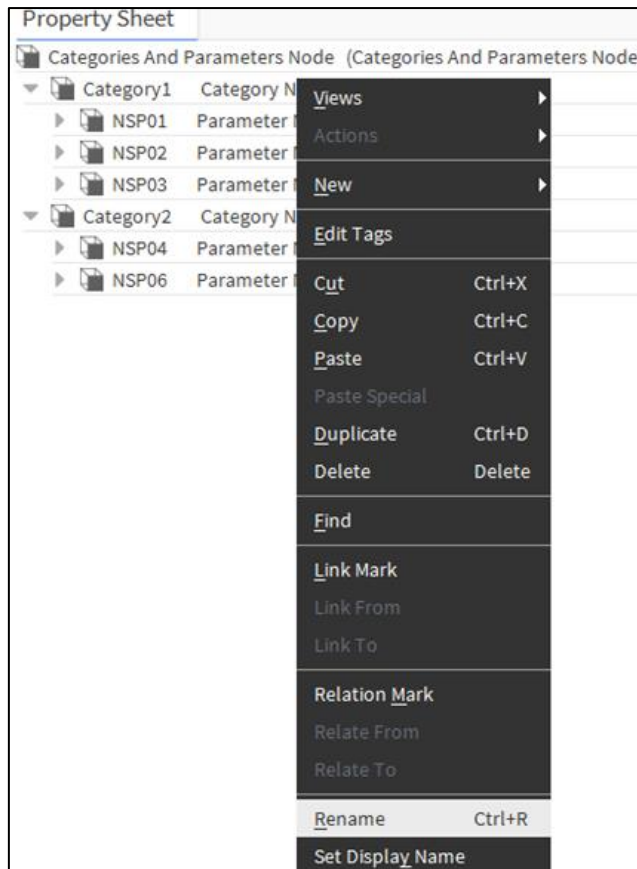 Property Sheet
Categories And Parameters Node (Categories And Parameters Node
Category1 Category N
NSP01 Parameter
NSP02 Parameter
NSP03 Parameter
Category2 Category N
NSP04 Parameter
NSP06 Parameter
Views
Actions
New
Edit Tags
Cut Ctrl+X
Copy Ctrl+C
Paste Ctrl+V
Paste Special
Duplicate Ctrl+D
Delete Delete
Find
Link Mark
Link From
Link To
Relation Mark
Relate From
Relate To
Rename Ctrl+R
Set Display Name